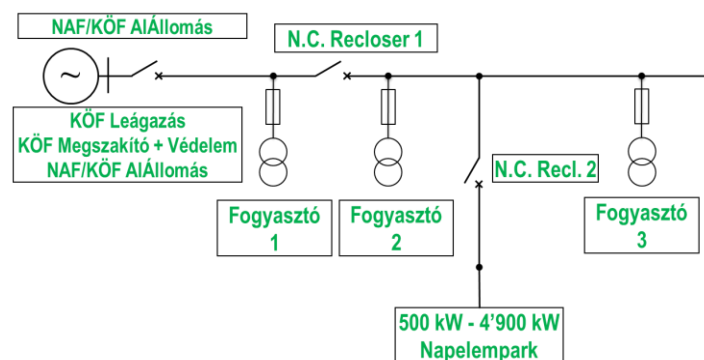 NAF/KÖF AlÁllomás
N.C. Recloser 1
~
KÖF Leágazás
KÖF Megszakító + Védelem
NAF/KÖF AlÁllomás
N.C. Recl. 2
Fogyasztó
1
Fogyasztó
2
Fogyasztó
3
500 kW - 4'900 kW
Napelempark